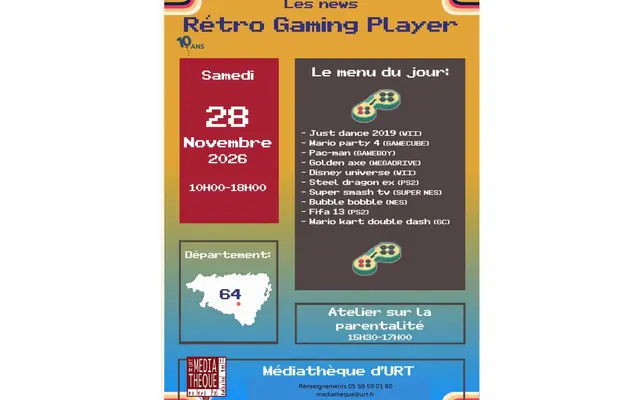 Les news
Rétro Gaming Player
10 ANS
Samedi
28
Novembre
2026
10H00-18H00
Le menu du jour:
- Just dance 2019 (WII)
- Mario party 4 (GAMECUBE)
- Pac-man (GAMEBOY)
- Golden axe (MEGADRIVE)
- Disney universe (WII)
- Steel dragon ex (PS2)
- Super smash tv (SUPER NES)
- Bubble bobble (NES)
- Fifa 13 (PS2)
- Mario kart double dash (GC)
Département:
64
Atelier sur la
parentalité
15H30-17H00
MEDIA
THEQUE
Médiathèque d'URT
Renseignements 05 59 59 01 60
mediatheque@urt.fr